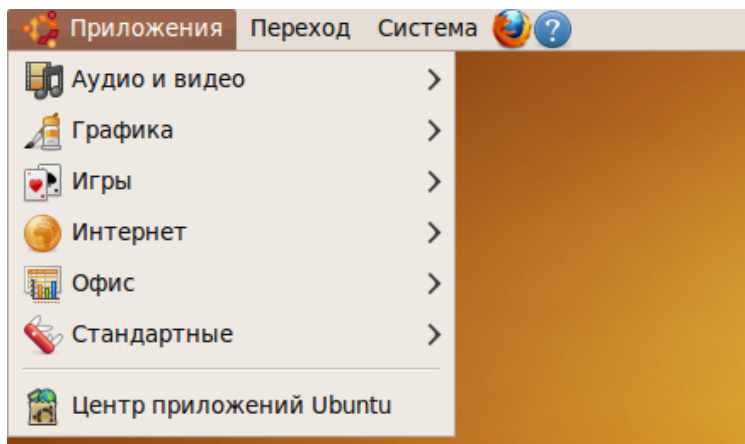 Приложения Переход Система ?
Аудио и видео
Графика
Игры
Интернет
Офис
Стандартные
Центр приложений Ubuntu